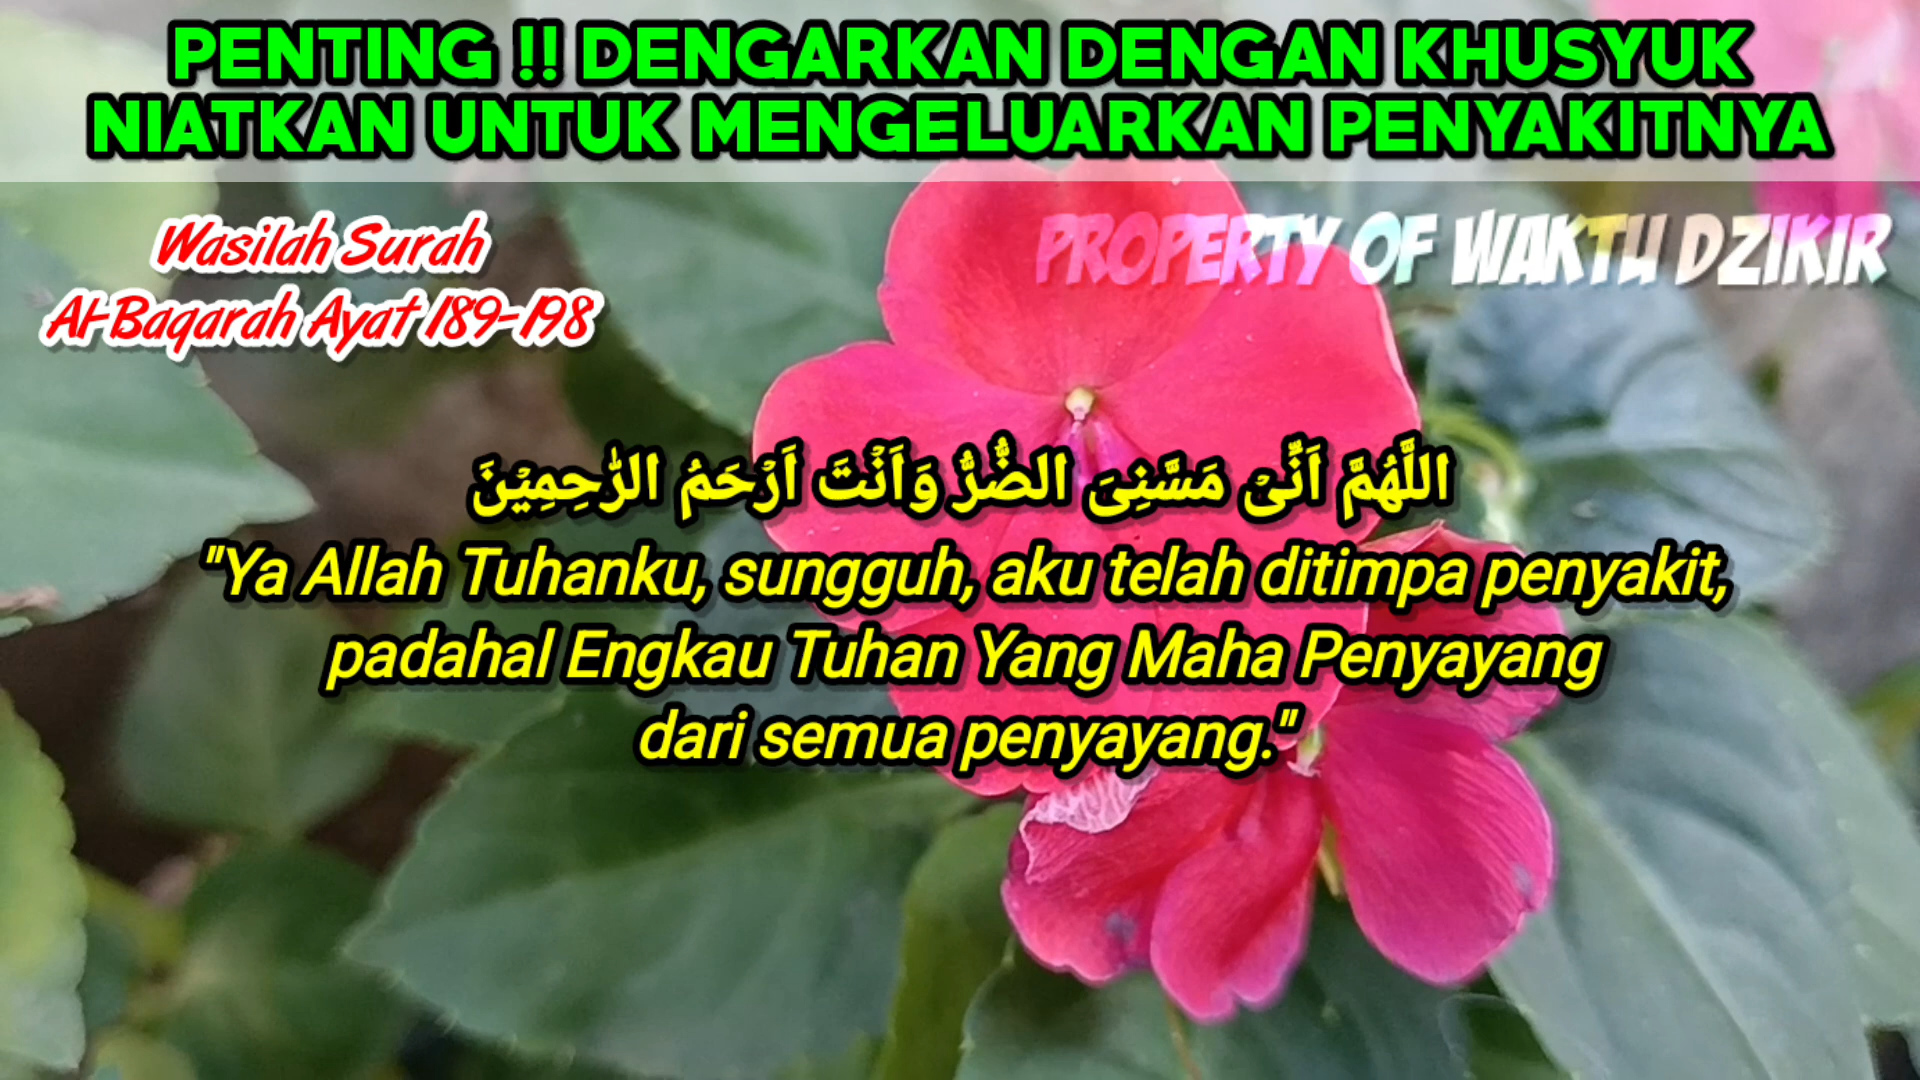 PENTING !! DENGARKAN DENGAN KHUSYUK
NIATKAN UNTUK MENGELUARKAN PENYAKITNYA
Wasilah Surah
Al-Baqarah Ayat 189-198
PROPERTY OF WAKTU DZIKIR
اللَّهُمَّ اَنِّىْ مَسَّنِىَ الضُّرُّ وَاَنْتَ اَرْحَمُ الرّٰحِمِيْنَ
"Ya Allah Tuhanku, sungguh, aku telah ditimpa penyakit,
padahal Engkau Tuhan Yang Maha Penyayang
dari semua penyayang."